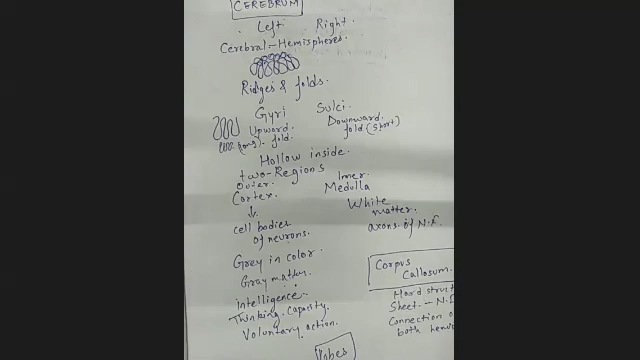 CEREBRUM
Left Right
Cerebral-Hemispheres.
Ridges & folds.
Gyri Sulci
Upward fold. Downward fold (short)
Hollow inside.
two-Regions
Outer Cortex Inner Medulla
White matter.
cell bodies of neurons. axons of N.F.
Grey in color
Gray matter.
intelligence
Thinking. Capacity.
Voluntary action.
Corpus Callosum
Hard
Sheet - N.
Connection
both
Lobes